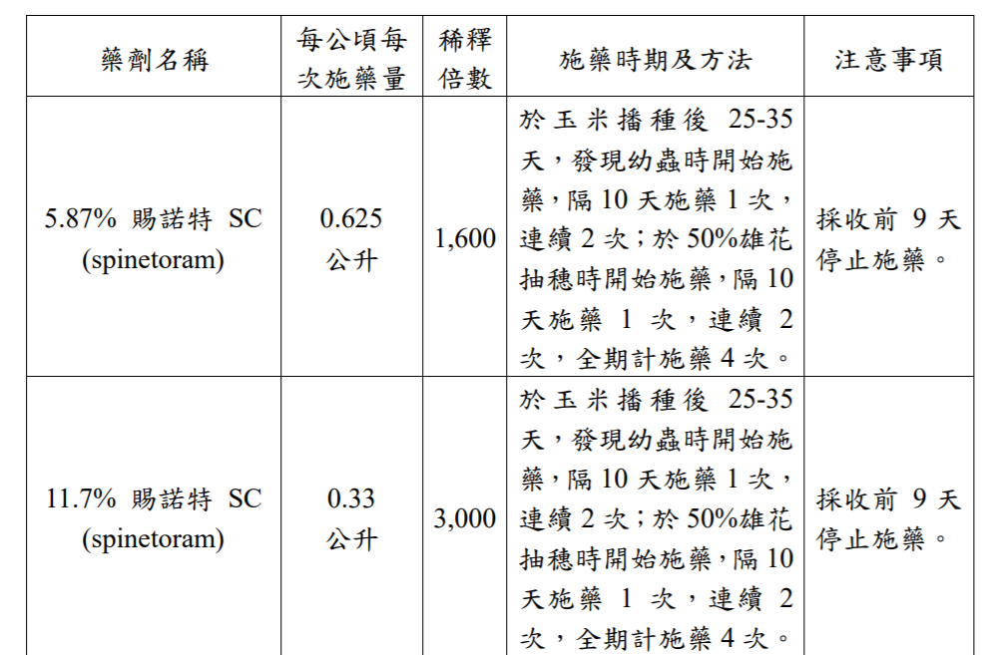 藥劑名稱
每公頃每
次施藥量
稀釋
倍數
施藥時期及方法
注意事項
5.87% 賜諾特 SC
(spinetoram)
0.625
公升
1,600
於玉米播種後 25-35
天，發現幼蟲時開始施
藥，隔 10 天施藥 1 次，
連續 2 次；於 50%雄花
抽穗時開始施藥，隔 10
天施藥 1 次，連續 2
次，全期計施藥 4 次。
採收前 9 天
停止施藥。
11.7% 賜諾特 SC
(spinetoram)
0.33
公升
3,000
於玉米播種後 25-35
天，發現幼蟲時開始施
藥，隔 10 天施藥 1 次，
連續 2 次；於 50%雄花
抽穗時開始施藥，隔 10
天施藥 1 次，連續 2
次，全期計施藥 4 次。
採收前 9 天
停止施藥。